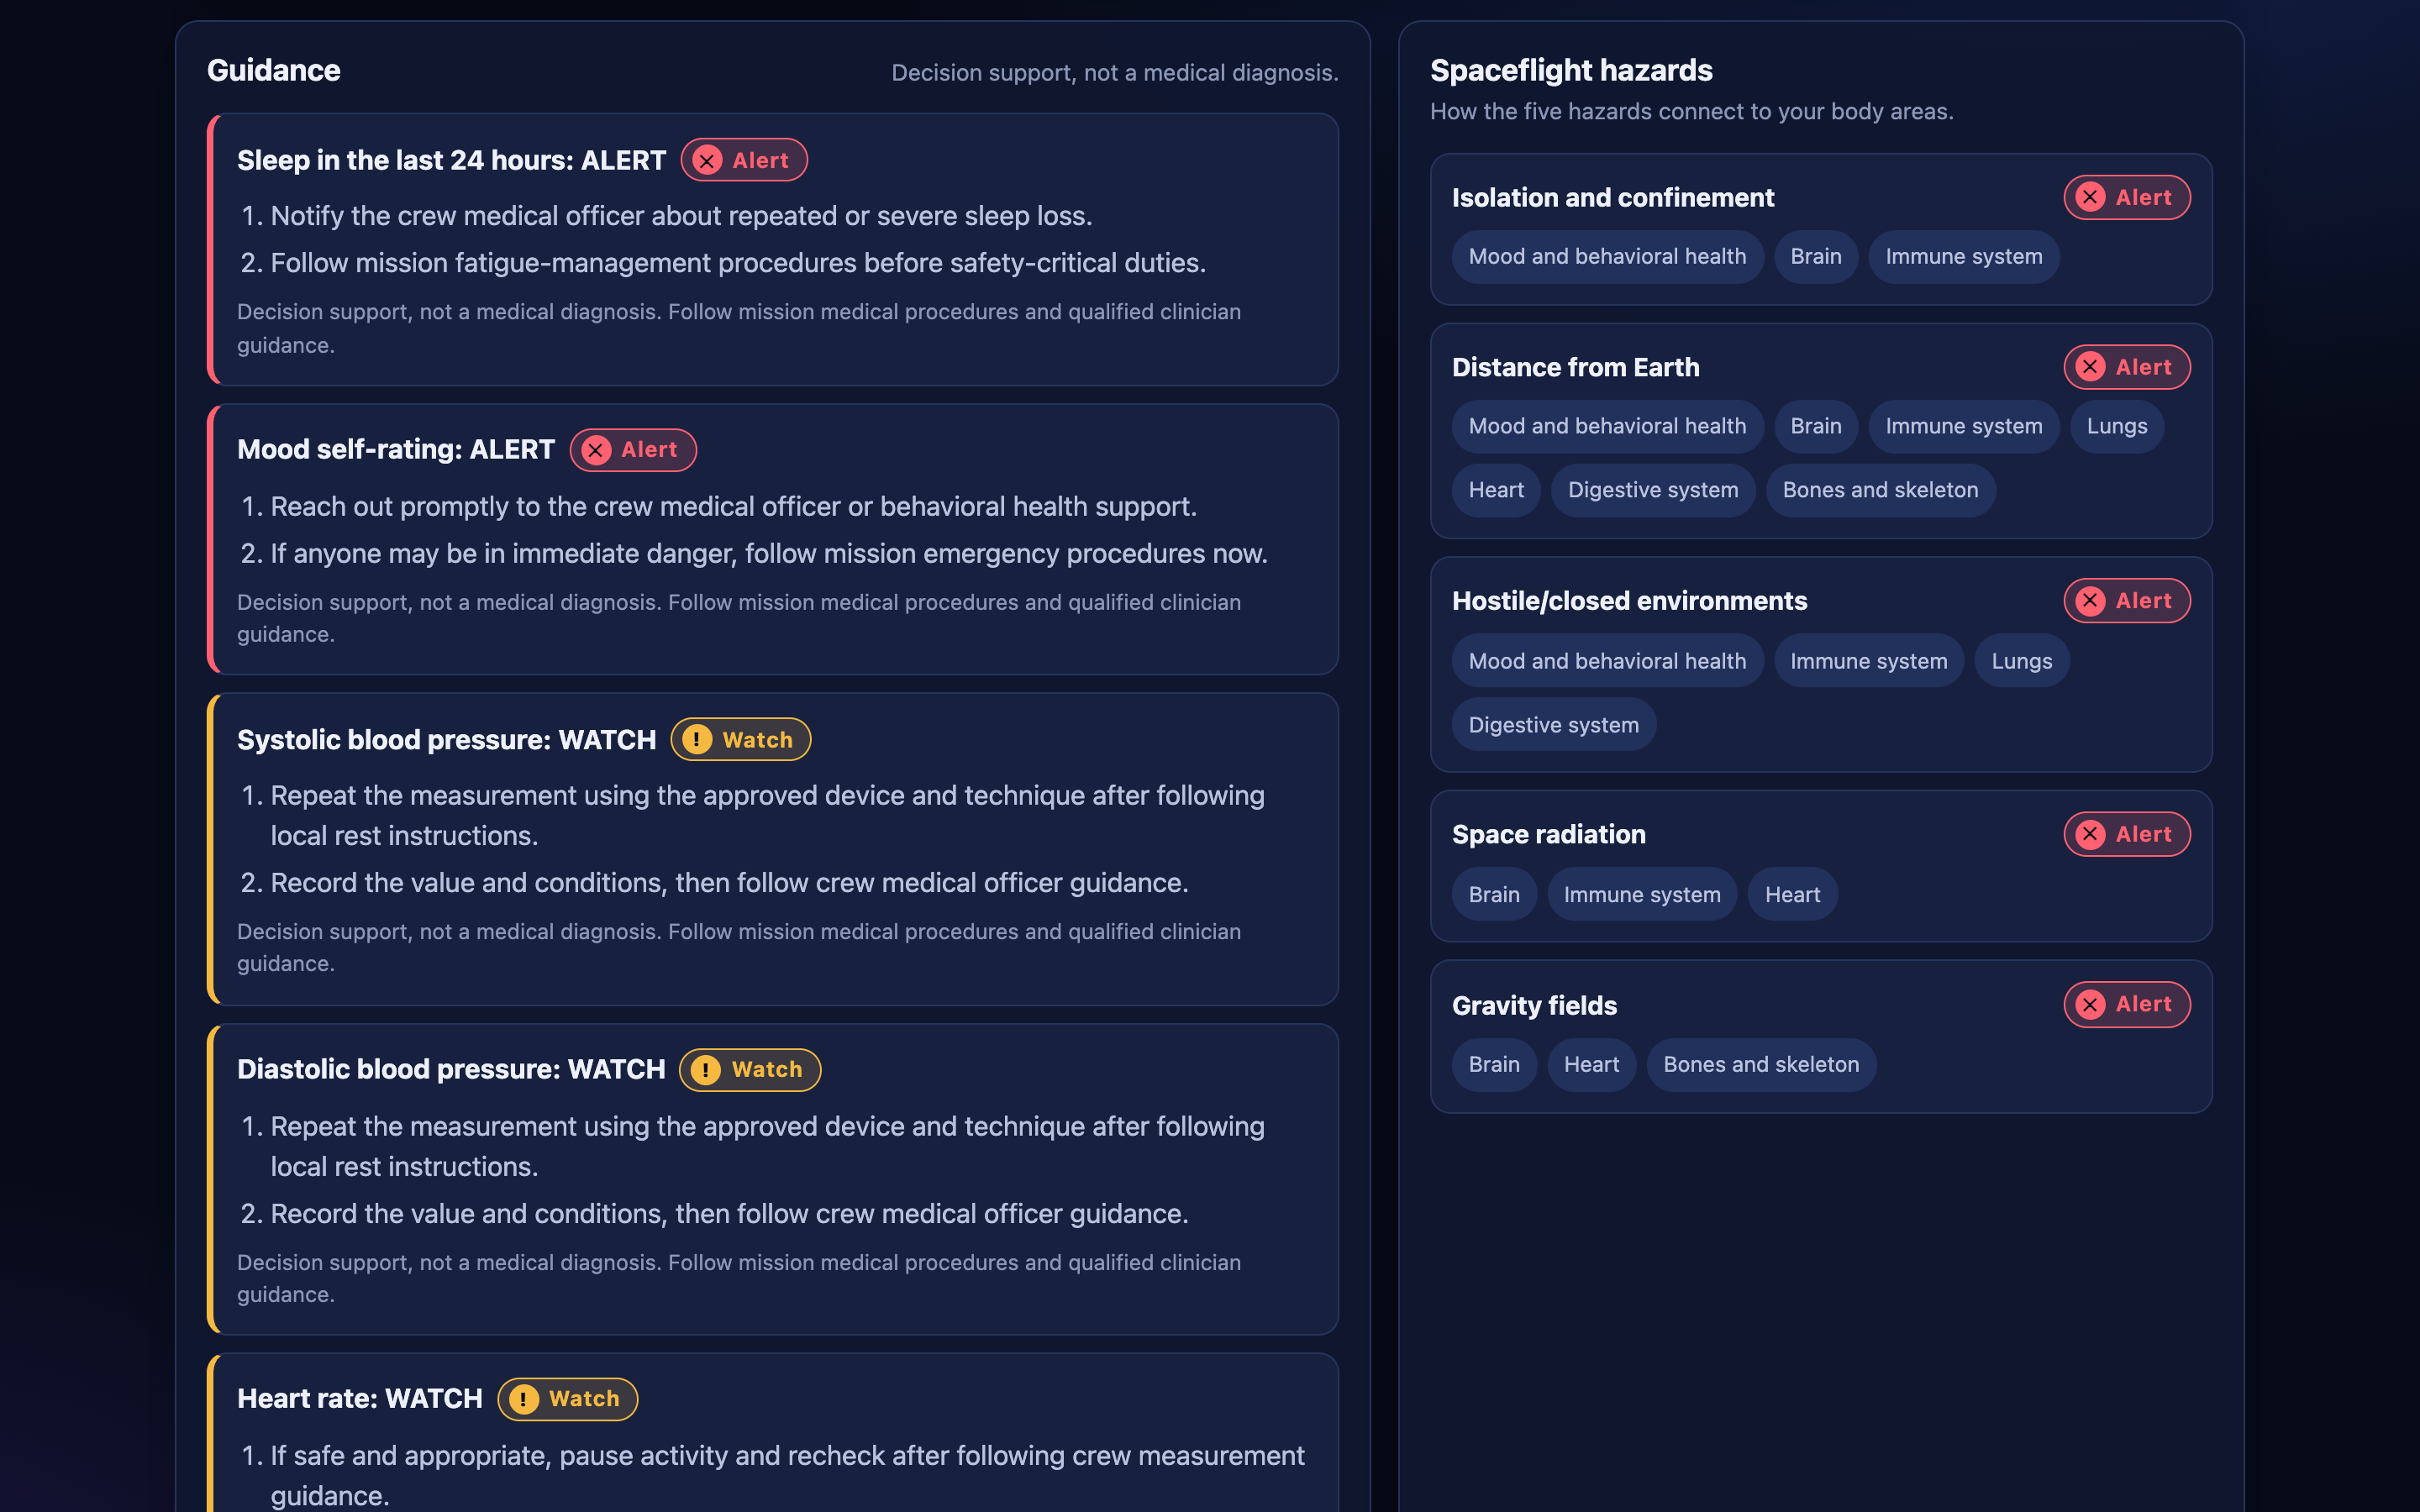 Guidance
Decision support, not a medical diagnosis.
Sleep in the last 24 hours: ALERT
Alert
1. Notify the crew medical officer about repeated or severe sleep loss.
2. Follow mission fatigue-management procedures before safety-critical duties.
Decision support, not a medical diagnosis. Follow mission medical procedures and qualified clinician
guidance.
Mood self-rating: ALERT
Alert
1. Reach out promptly to the crew medical officer or behavioral health support.
2. If anyone may be in immediate danger, follow mission emergency procedures now.
Decision support, not a medical diagnosis. Follow mission medical procedures and qualified clinician
guidance.
Systolic blood pressure: WATCH
! Watch
1. Repeat the measurement using the approved device and technique after following
local rest instructions.
2. Record the value and conditions, then follow crew medical officer guidance.
Decision support, not a medical diagnosis. Follow mission medical procedures and qualified clinician
guidance.
Diastolic blood pressure: WATCH
! Watch
1. Repeat the measurement using the approved device and technique after following
local rest instructions.
2. Record the value and conditions, then follow crew medical officer guidance.
Decision support, not a medical diagnosis. Follow mission medical procedures and qualified clinician
guidance.
Heart rate: WATCH
! Watch
1. If safe and appropriate, pause activity and recheck after following crew measurement
guidance.
Spaceflight hazards
How the five hazards connect to your body areas.
Isolation and confinement
Alert
Mood and behavioral health
Brain
Immune system
Distance from Earth
Alert
Mood and behavioral health
Brain
Immune system
Lungs
Heart
Digestive system
Bones and skeleton
Hostile/closed environments
Alert
Mood and behavioral health
Immune system
Lungs
Digestive system
Space radiation
Alert
Brain
Immune system
Heart
Gravity fields
Alert
Brain
Heart
Bones and skeleton